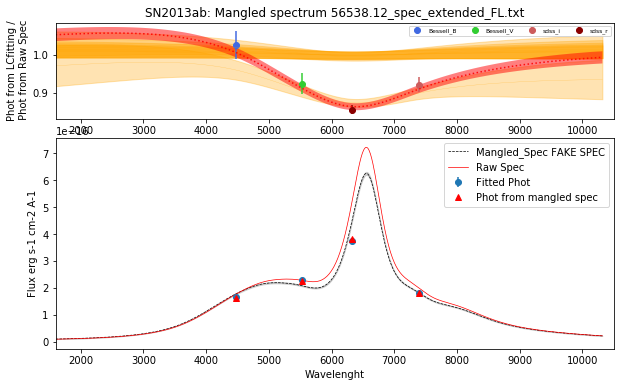 SN2013ab: Mangled spectrum 56538.12_spec_extended_FL.txt
Phot from LCfitting /
Phot from Raw Spec
1.0
0.9
Bessell_B
Bessell_V
sdss_i
sdss_r
2000 3000 4000 5000 6000 7000 8000 9000 10000
1e−16
Flux erg s-1 cm-2 A-1
7
6
5
4
3
2
1
0
Mangled_Spec FAKE SPEC
Raw Spec
Fitted Phot
Phot from mangled spec
2000 3000 4000 5000 6000 7000 8000 9000 10000
Wavelenght